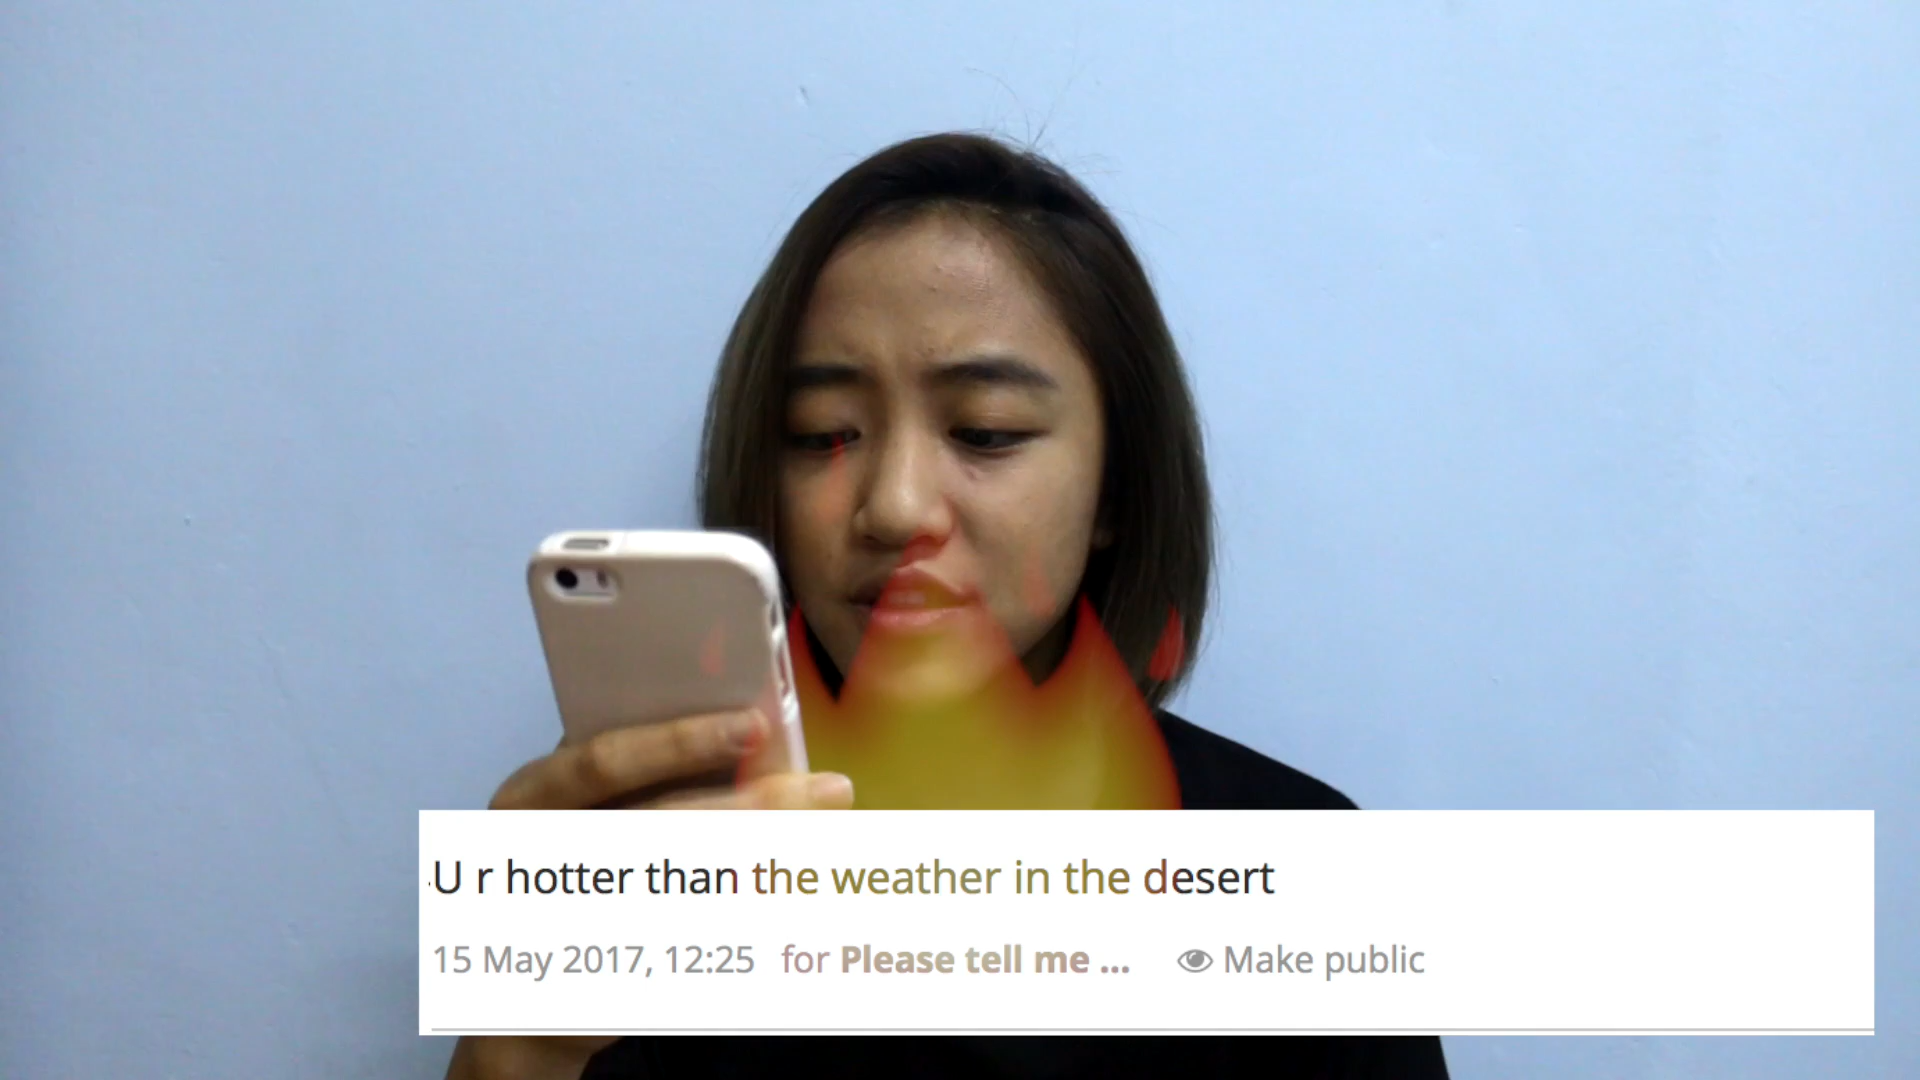 U r hotter than the weather in the desert
15 May 2017, 12:25 for Please tell me ... Make public